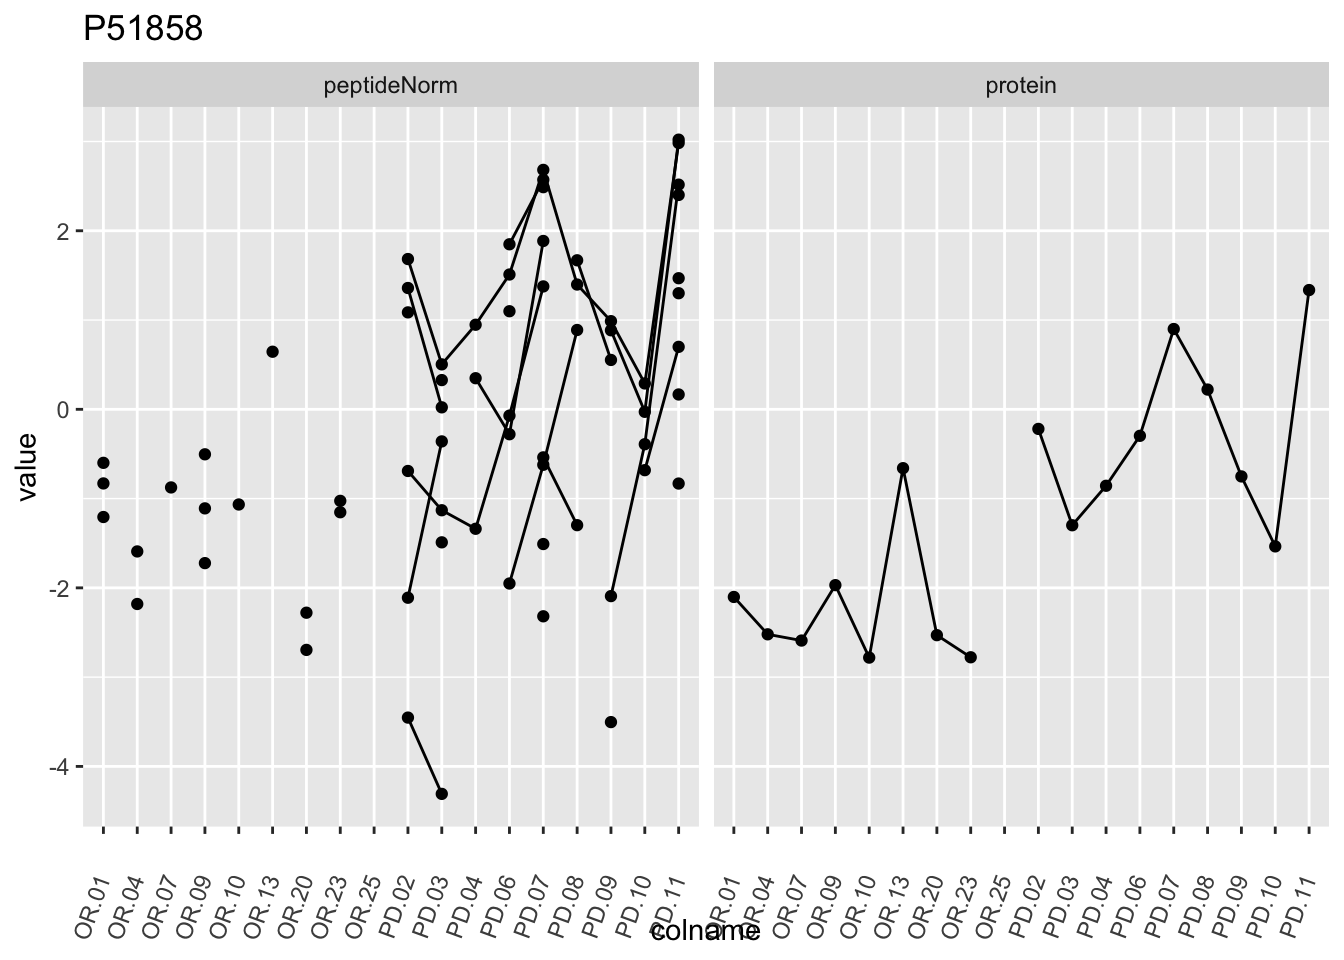 P51858
peptideNorm protein
value
2
0
-2
-4
OR.01 OR.04 OR.07 OR.09 OR.10 OR.13 OR.20 OR.23 OR.25 PD.02 PD.03 PD.04 PD.06 PD.07 PD.08 PD.09 PD.10 PD.11 OR.01 OR.04 OR.07 OR.09 OR.10 OR.13 OR.20 OR.23 OR.25 PD.02 PD.03 PD.04 PD.06 PD.07 PD.08 PD.09 PD.10 PD.11
colname